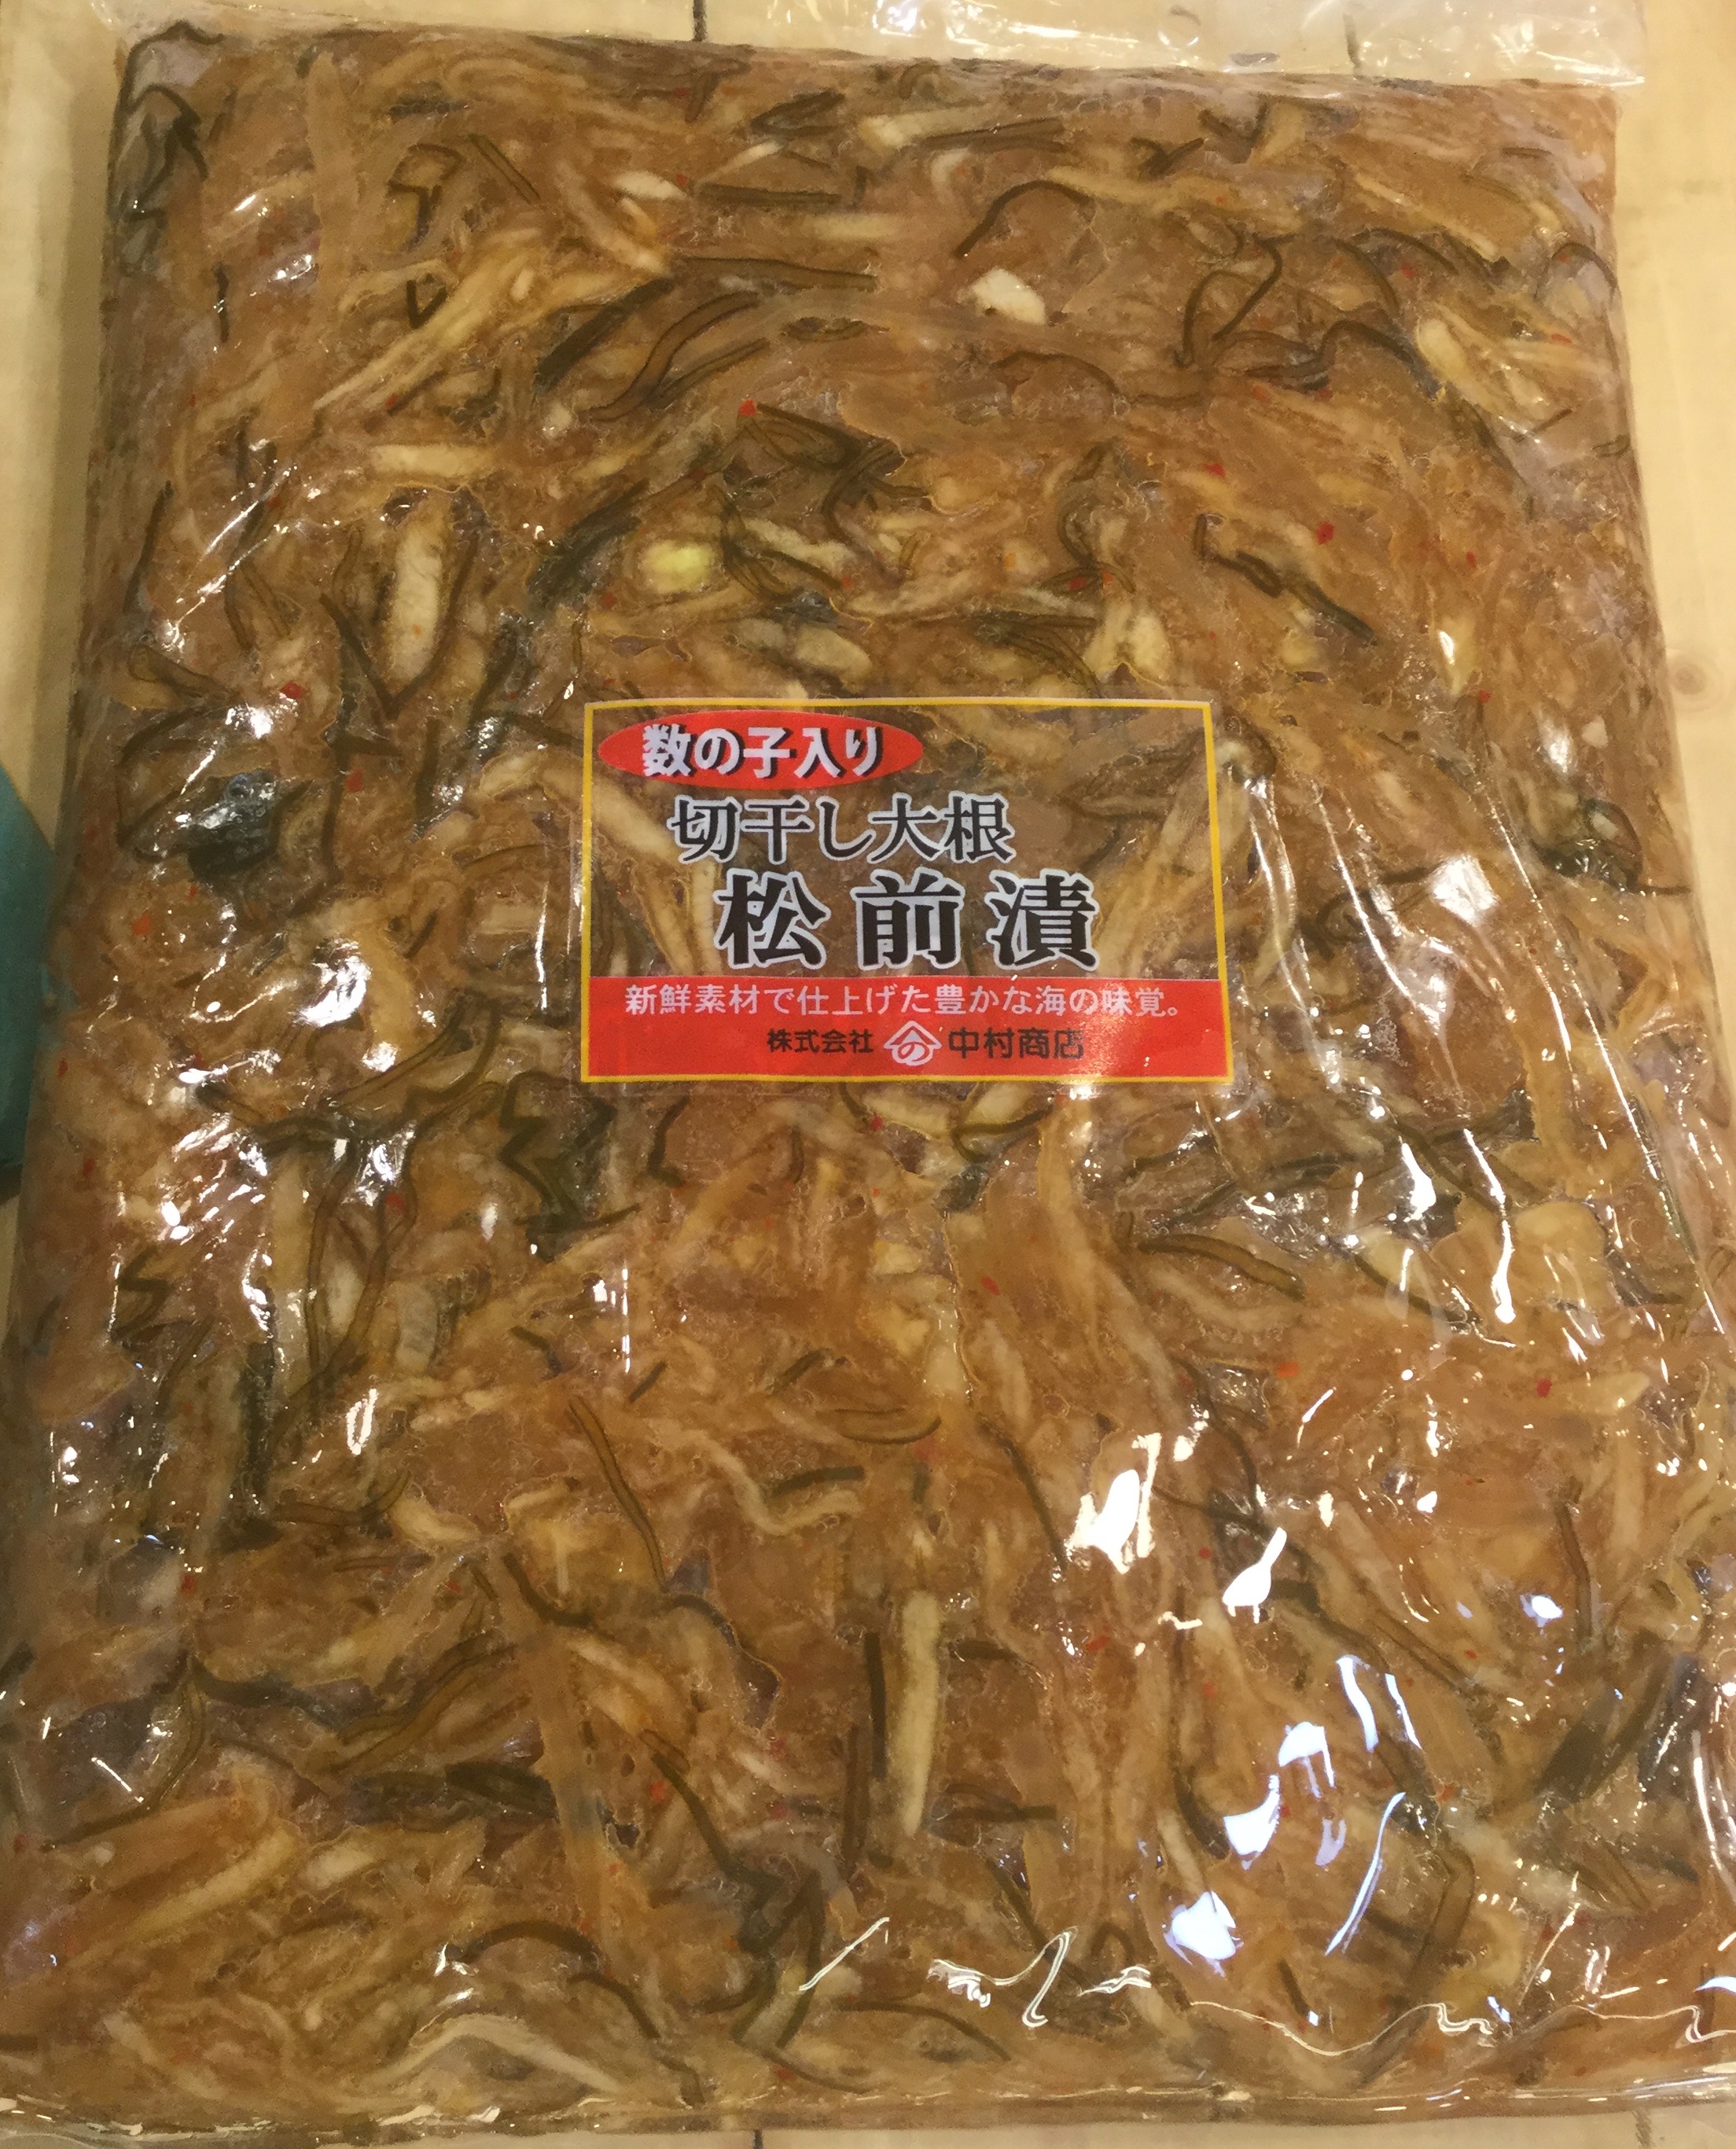 数の子入り
切干し大根
松前漬
新鮮素材で仕上げた豊かな海の味覚。
株式会社 の 中村商店